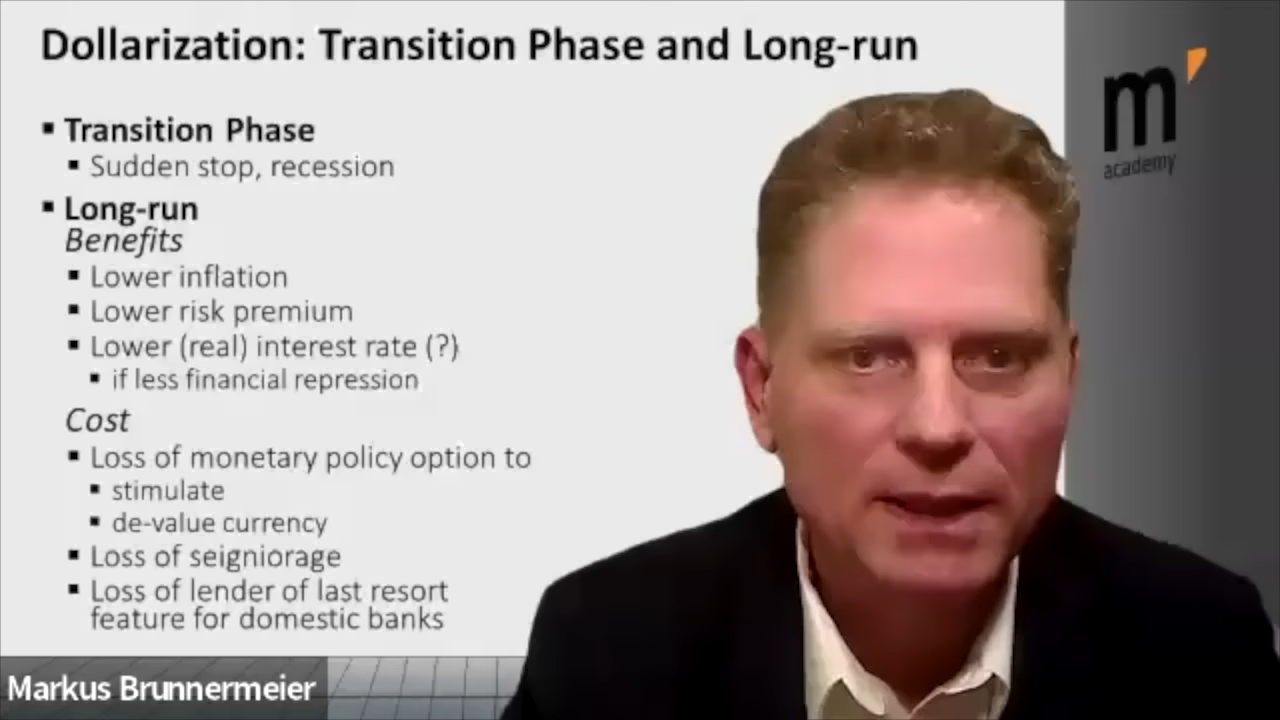 Dollarization: Transition Phase and Long-run
▪ Transition Phase
▪ Sudden stop, recession
▪ Long-run
Benefits
▪ Lower inflation
▪ Lower risk premium
▪ Lower (real) interest rate (?)
▪ if less financial repression
Cost
▪ Loss of monetary policy option to
▪ stimulate
▪ de-value currency
▪ Loss of seigniorage
▪ Loss of lender of last resort
feature for domestic banks
m'
academy
Markus Brunnermeier